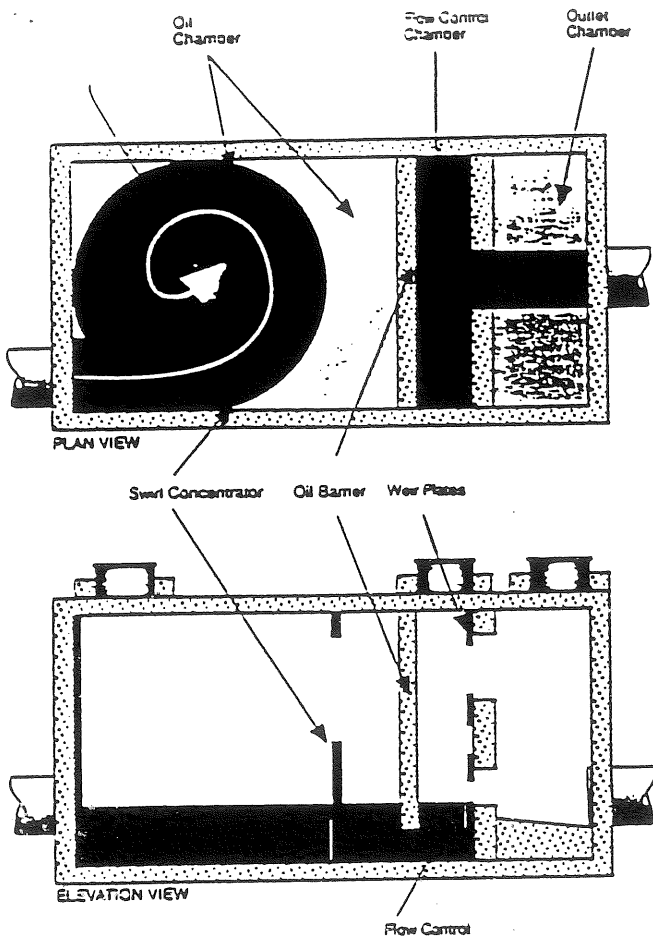 Oil
Chamber
Flow Control
Chamber
Outlet
Chamber
PLAN VIEW
Swirl Concentrator
Oil Barrier
Weir Plates
ELEVATION VIEW
Flow Control